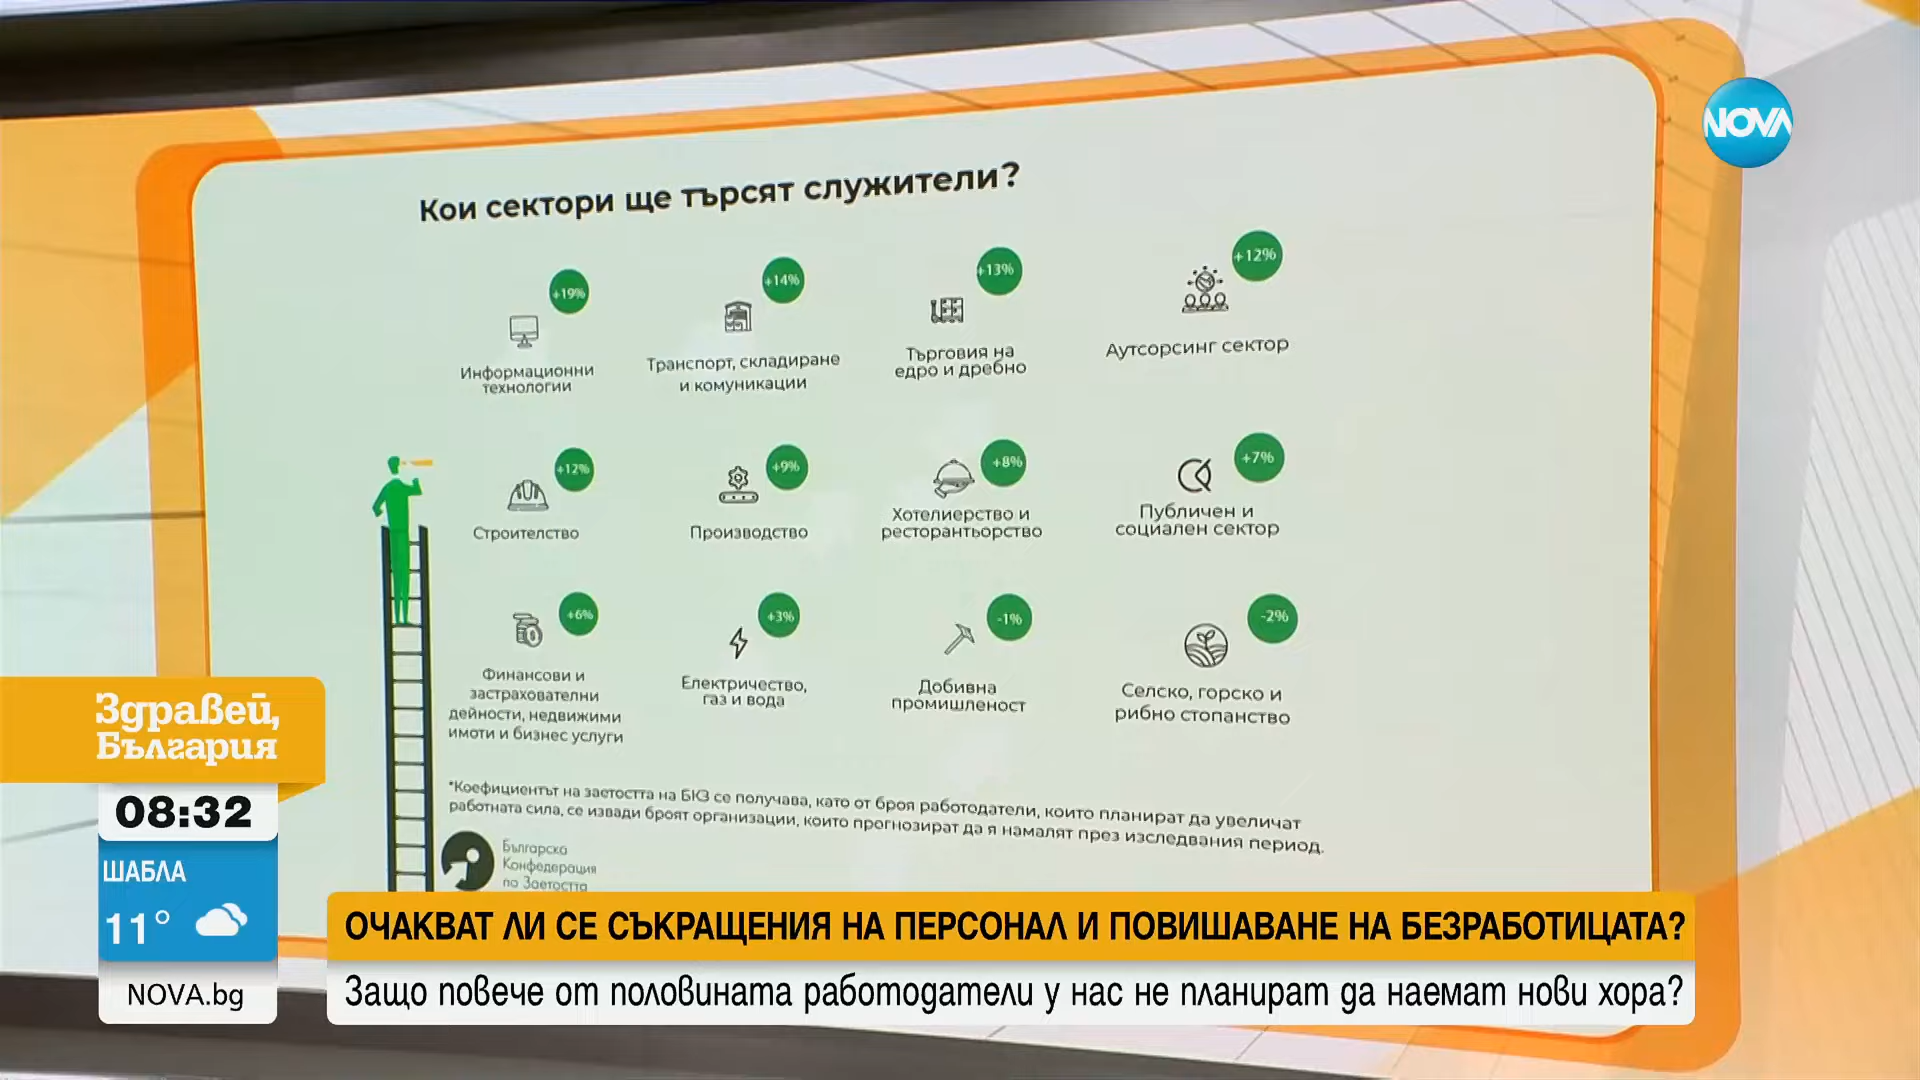 NOVA
Кои сектори ще търсят служители?
+19%
Информационни
технологии
+14%
Транспорт, складиране
и комуникации
+13%
Търговия на
едро и дребно
+12%
Аутсорсинг сектор
+12%
Строителство
+9%
Производство
+8%
Хотелиерство и
ресторантьорство
+7%
Публичен и
социален сектор
+6%
Финансови и
застрахователни
дейности, недвижими
имоти и бизнес услуги
+3%
Електричество,
газ и вода
-1%
Добивна
промишленост
-2%
Селско, горско и
рибно стопанство
*Коефициентът на заетостта на БКЗ се получава, като от броя работодатели, които планират да увеличат
работната сила, се извади броят организации, които прогнозират да я намалят през изследвания период.
Българска
Конфедерация
по Заетостта
Здравей,
България
08:32
ШАБЛА
11°
NOVA.bg
ОЧАКВАТ ЛИ СЕ СЪКРАЩЕНИЯ НА ПЕРСОНАЛ И ПОВИШАВАНЕ НА БЕЗРАБОТИЦАТА?
Защо повече от половината работодатели у нас не планират да наемат нови хора?